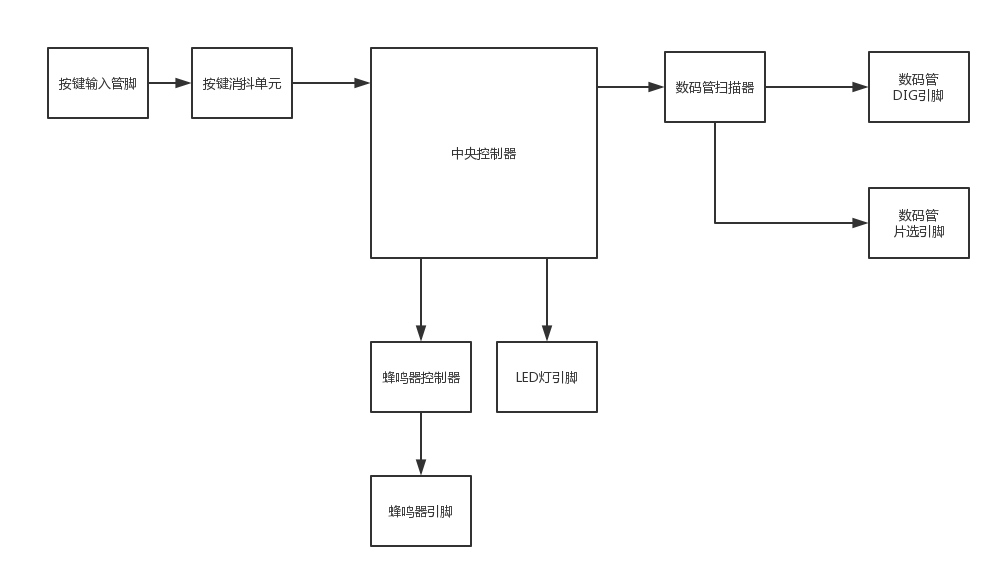 按键输入管脚
按键消抖单元
中央控制器
数码管扫描器
数码管
DIG引脚
数码管
片选引脚
蜂鸣器控制器
LED灯引脚
蜂鸣器引脚